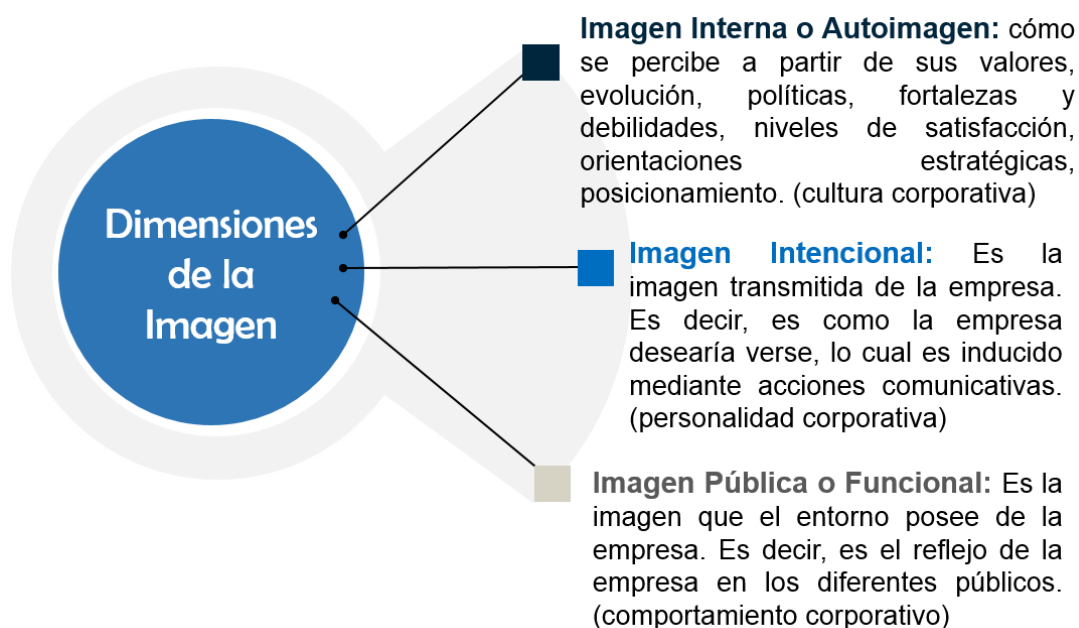 Dimensiones
de la
Imagen
Imagen Interna o Autoimagen: cómo
se percibe a partir de sus valores,
evolución, políticas, fortalezas y
debilidades, niveles de satisfacción,
orientaciones estratégicas,
posicionamiento. (cultura corporativa)
Imagen Intencional: Es la
imagen transmitida de la empresa.
Es decir, es como la empresa
desearía verse, lo cual es inducido
mediante acciones comunicativas.
(personalidad corporativa)
Imagen Pública o Funcional: Es la
imagen que el entorno posee de la
empresa. Es decir, es el reflejo de la
empresa en los diferentes públicos.
(comportamiento corporativo)